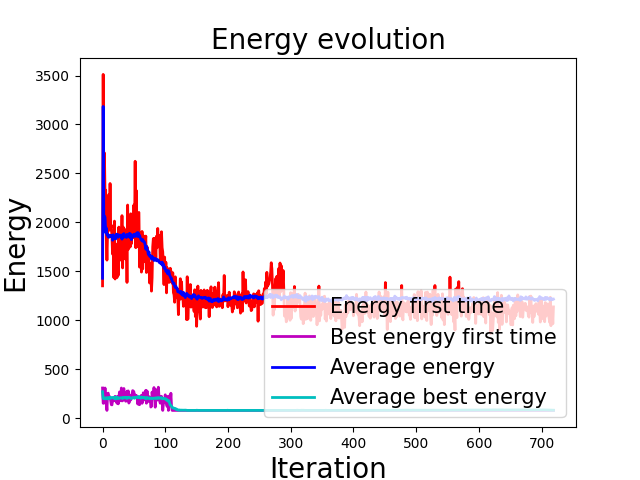 Energy evolution
3500
3000
2500
2000
1500
1000
500
0
Energy
0 100 200 300 400 500 600 700
Iteration
Energy first time
Best energy first time
Average energy
Average best energy